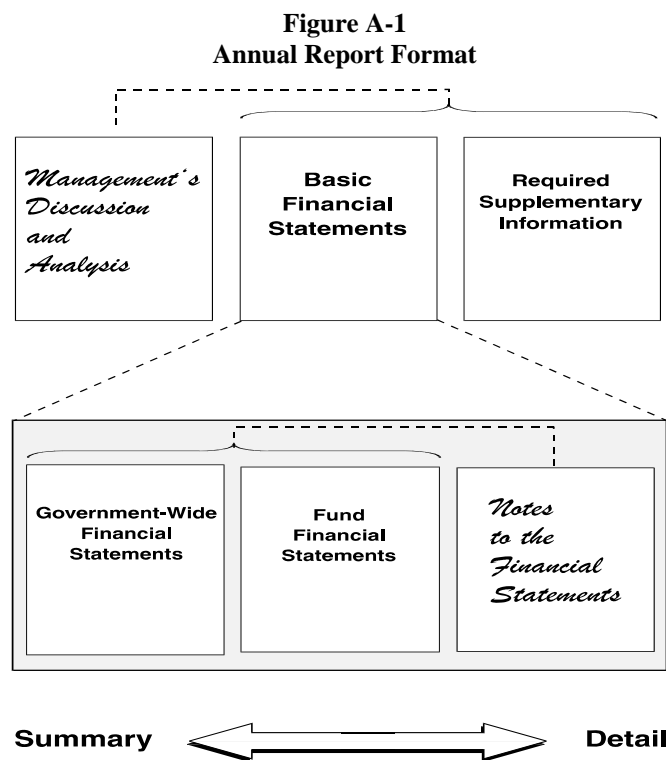 Figure A-1
Annual Report Format
Management's
Discussion
and
Analysis
Basic
Financial
Statements
Required
Supplementary
Information
Government-Wide
Financial
Statements
Fund
Financial
Statements
Notes
to the
Financial
Statements
Summary
Detail